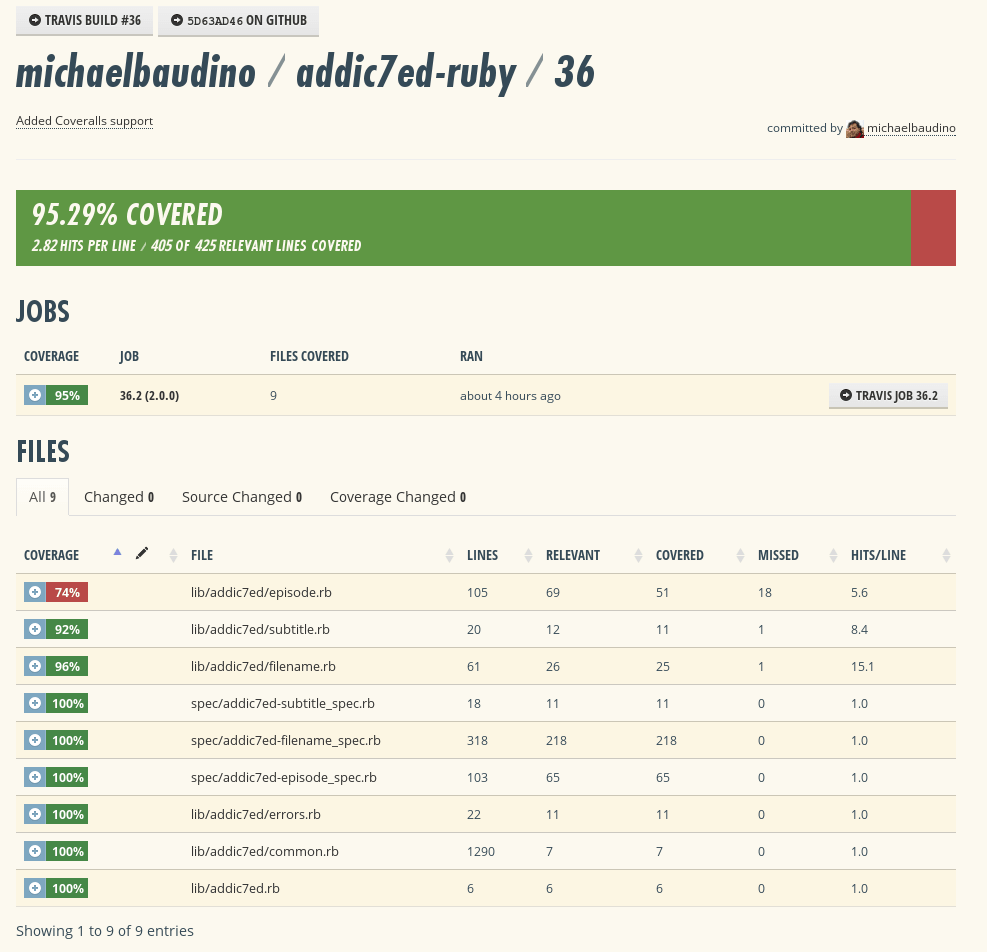 TRAVIS BUILD #36 5D63AD46 ON GITHUB
michaelbaudino / addic7ed-ruby / 36
Added Coveralls support
committed by michaelbaudino
95.29% COVERED
2.82 HITS PER LINE / 405 OF 425 RELEVANT LINES COVERED
JOBS
COVERAGE JOB FILES COVERED RAN
95% 36.2 (2.0.0) 9 about 4 hours ago TRAVIS JOB 36.2
FILES
All 9 Changed 0 Source Changed 0 Coverage Changed 0
COVERAGE FILE LINES RELEVANT COVERED MISSED HITS/LINE
74% lib/addic7ed/episode.rb 105 69 51 18 5.6
92% lib/addic7ed/subtitle.rb 20 12 11 1 8.4
96% lib/addic7ed/filename.rb 61 26 25 1 15.1
100% spec/addic7ed-subtitle_spec.rb 18 11 11 0 1.0
100% spec/addic7ed-filename_spec.rb 318 218 218 0 1.0
100% spec/addic7ed-episode_spec.rb 103 65 65 0 1.0
100% lib/addic7ed/errors.rb 22 11 11 0 1.0
100% lib/addic7ed/common.rb 1290 7 7 0 1.0
100% lib/addic7ed.rb 6 6 6 0 1.0
Showing 1 to 9 of 9 entries